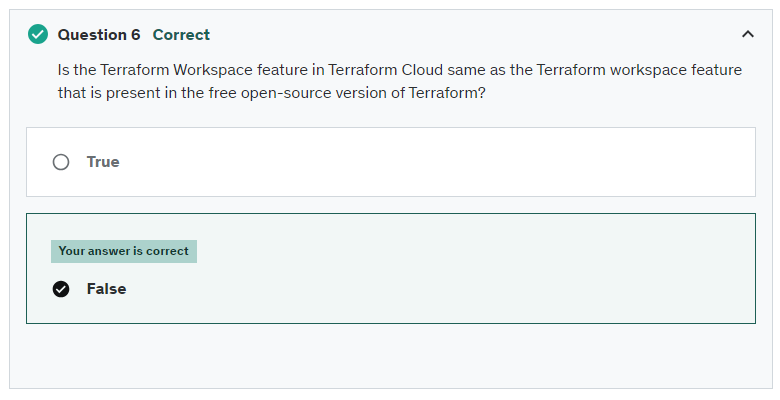 Question 6 Correct
Is the Terraform Workspace feature in Terraform Cloud same as the Terraform workspace feature
that is present in the free open-source version of Terraform?
True
Your answer is correct
False